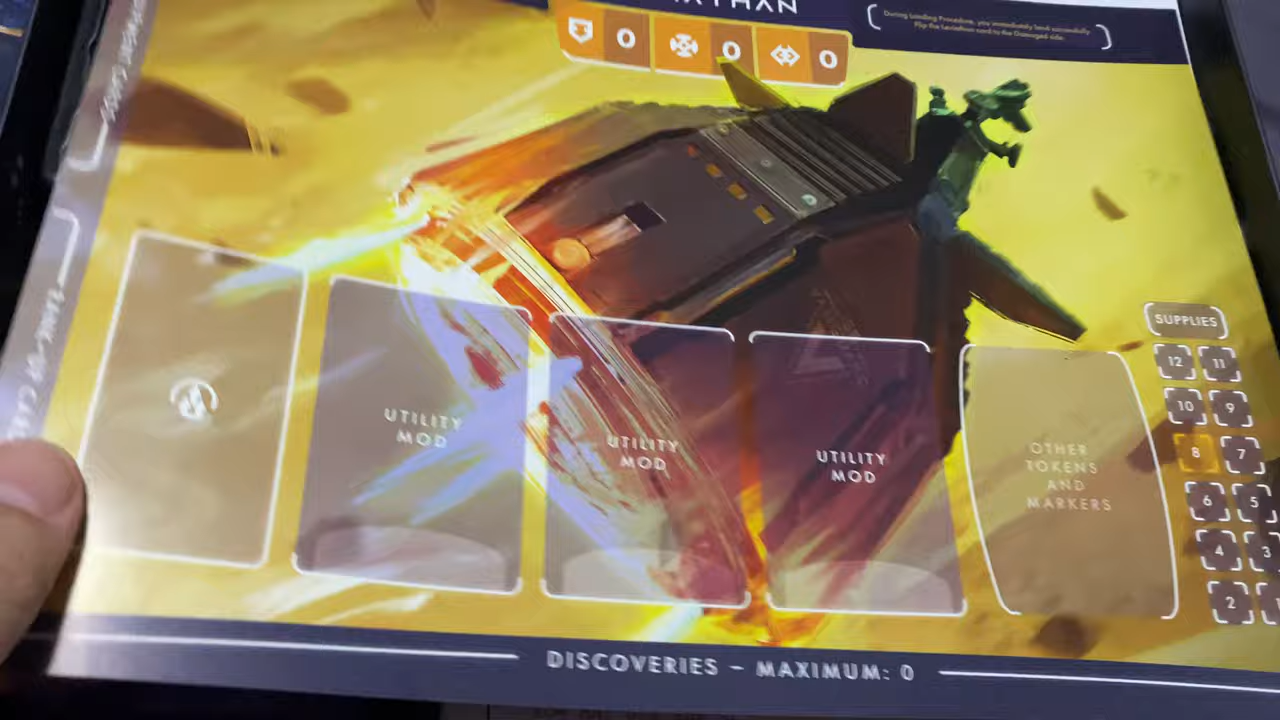 During Landing Procedure, you immediately land successfully.
Flip the Leviathan card to the Damaged side.
0
0
0
SUPPLIES
12
11
10
9
8
7
6
5
4
3
2
UTILITY
MOD
UTILITY
MOD
UTILITY
MOD
OTHER
TOKENS
AND
MARKERS
DISCOVERIES – MAXIMUM: 0